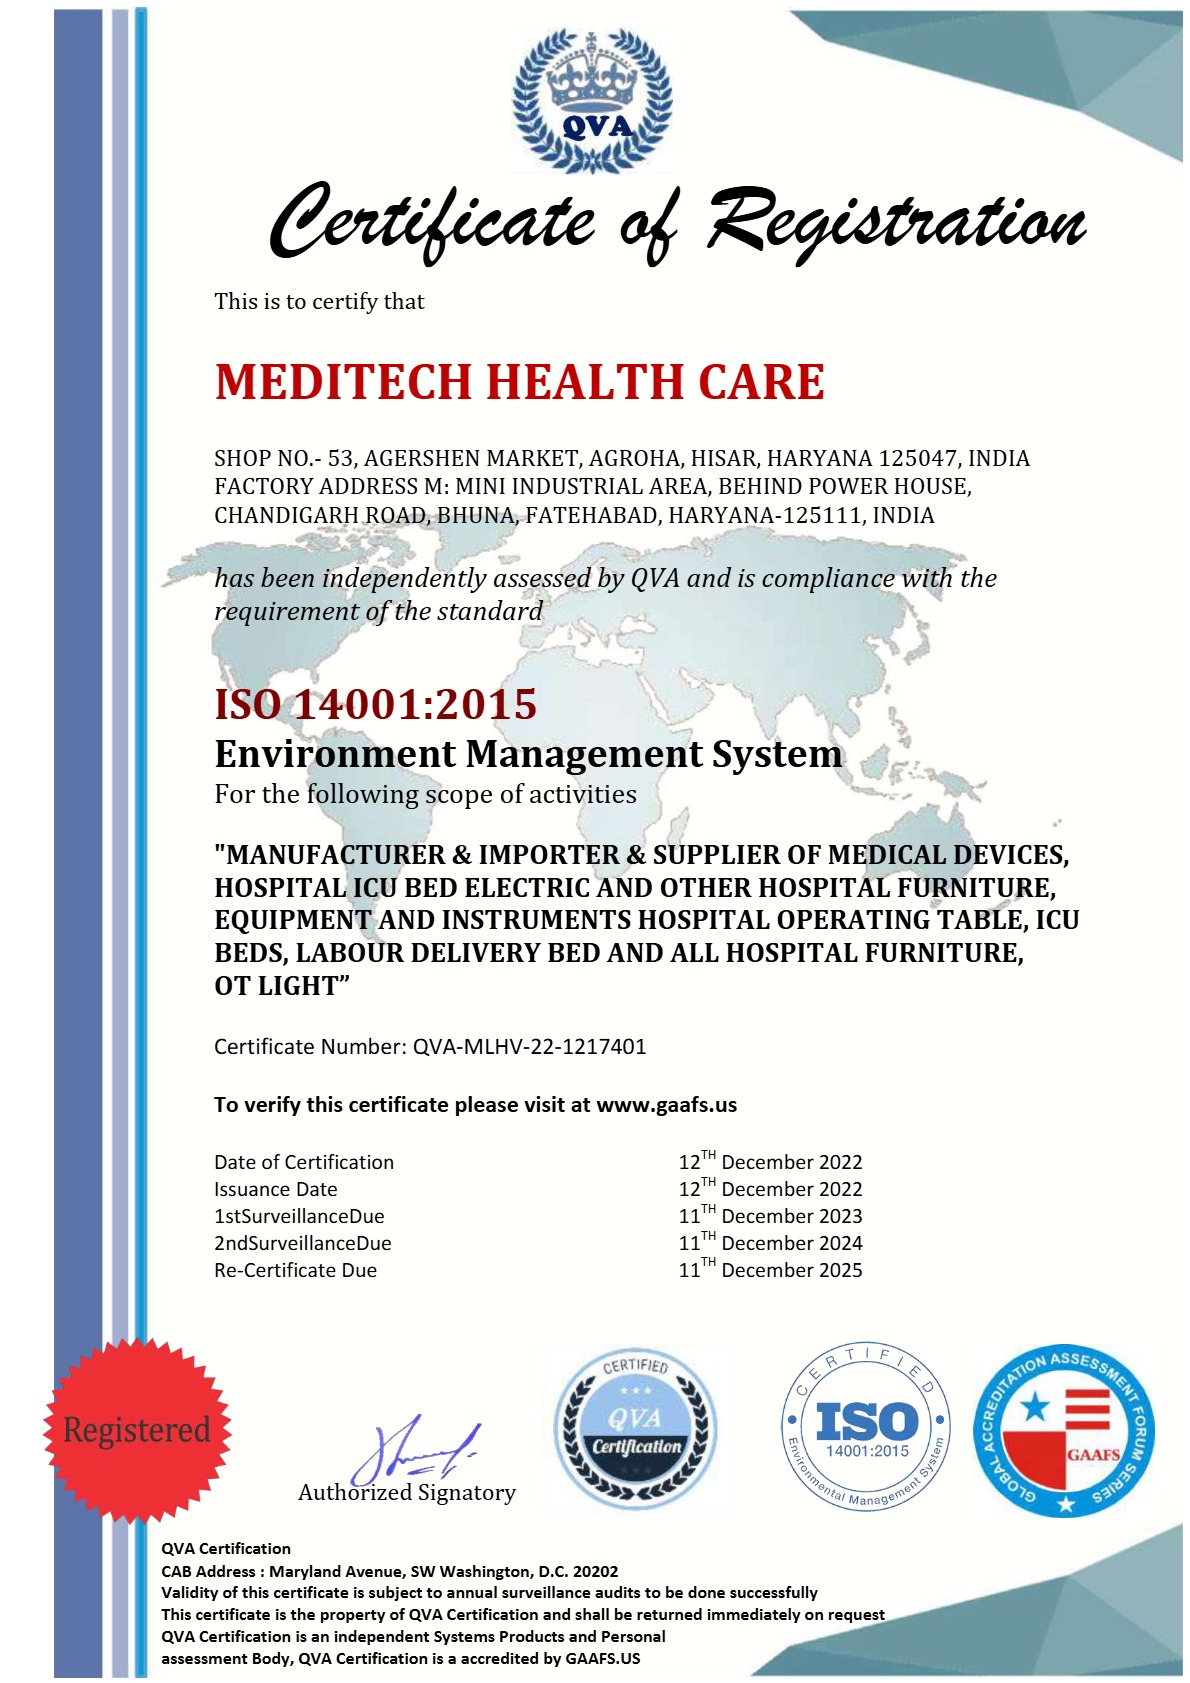 QVA
Certificate of Registration
This is to certify that
MEDITECH HEALTH CARE
SHOP NO.- 53, AGERSHEN MARKET, AGROHA, HISAR, HARYANA 125047, INDIA
FACTORY ADDRESS M: MINI INDUSTRIAL AREA, BEHIND POWER HOUSE,
CHANDIGARH ROAD, BHUNA, FATEHABAD, HARYANA-125111, INDIA
has been independently assessed by QVA and is compliance with the
requirement of the standard
ISO 14001:2015
Environment Management System
For the following scope of activities
"MANUFACTURER & IMPORTER & SUPPLIER OF MEDICAL DEVICES,
HOSPITAL ICU BED ELECTRIC AND OTHER HOSPITAL FURNITURE,
EQUIPMENT AND INSTRUMENTS HOSPITAL OPERATING TABLE, ICU
BEDS, LABOUR DELIVERY BED AND ALL HOSPITAL FURNITURE,
OT LIGHT”
Certificate Number: QVA-MLHV-22-1217401
To verify this certificate please visit at www.gaafs.us
Date of Certification 12TH December 2022
Issuance Date 12TH December 2022
1stSurveillanceDue 11TH December 2023
2ndSurveillanceDue 11TH December 2024
Re-Certificate Due 11TH December 2025
Registered
Authorized Signatory
CERTIFIED
QVA
Certification
CERTIFIED
ISO
14001:2015
Environmental Management System
GLOBAL ACCREDITATION ASSESSMENT FORUM SERIES
GAAFS
QVA Certification
CAB Address : Maryland Avenue, SW Washington, D.C. 20202
Validity of this certificate is subject to annual surveillance audits to be done successfully
This certificate is the property of QVA Certification and shall be returned immediately on request
QVA Certification is an independent Systems Products and Personal
assessment Body, QVA Certification is a accredited by GAAFS.US